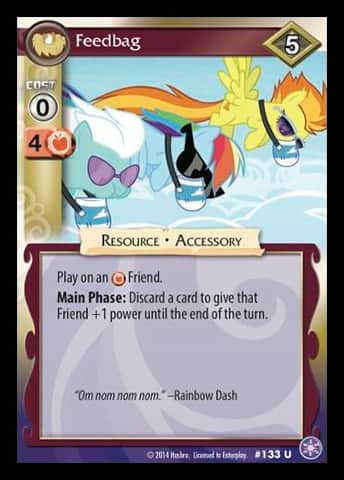 Feedbag
5
COST
0
4
RESOURCE • ACCESSORY
Play on an Friend.
Main Phase: Discard a card to give that
Friend +1 power until the end of the turn.
"Om nom nom nom." –Rainbow Dash
© 2014 Hasbro. Licensed to Enterplay. #133 U